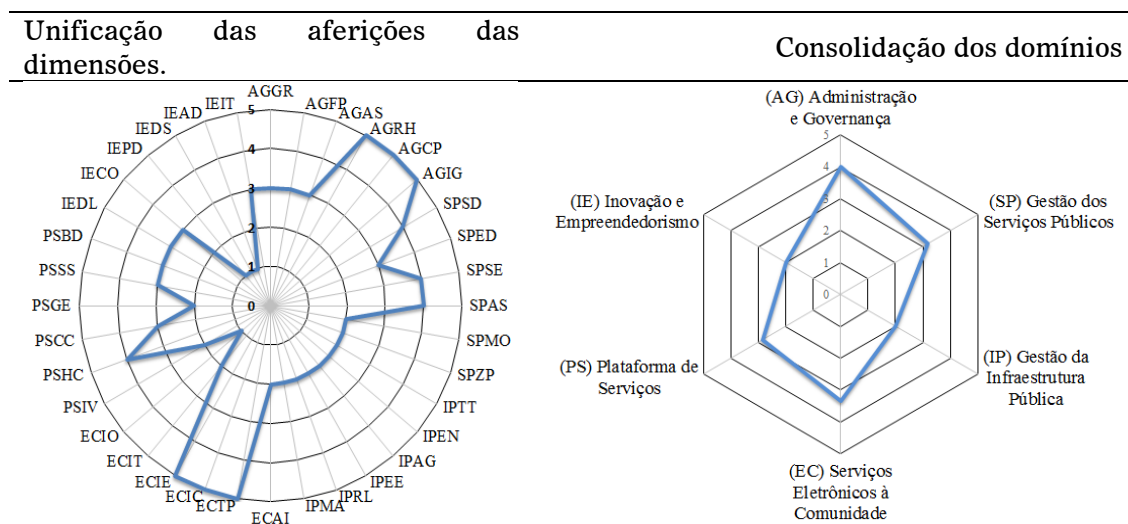 Unificação das aferições das
dimensões.
Consolidação dos domínios
AGGR
AGFP
AGAS
AGRH
AGCP
AGIG
SPSD
SPED
SPSE
SPAS
SPMO
SPZP
IPTT
IPEN
IPAG
IPEE
IPRL
IPMA
ECAI
ECTP
ECIC
ECIE
ECIT
ECIO
PSIV
PSHC
PSCC
PSGE
PSSS
PSBD
IEDL
IECO
IEPD
IEDS
IEAD
IEIT
5
4
3
2
1
0
(AG) Administração
e Governança
(SP) Gestão dos
Serviços Públicos
(IP) Gestão da
Infraestrutura
Pública
(EC) Serviços
Eletrônicos à
Comunidade
(PS) Plataforma de
Serviços
(IE) Inovação e
Empreendedorismo
5
4
3
2
1
0